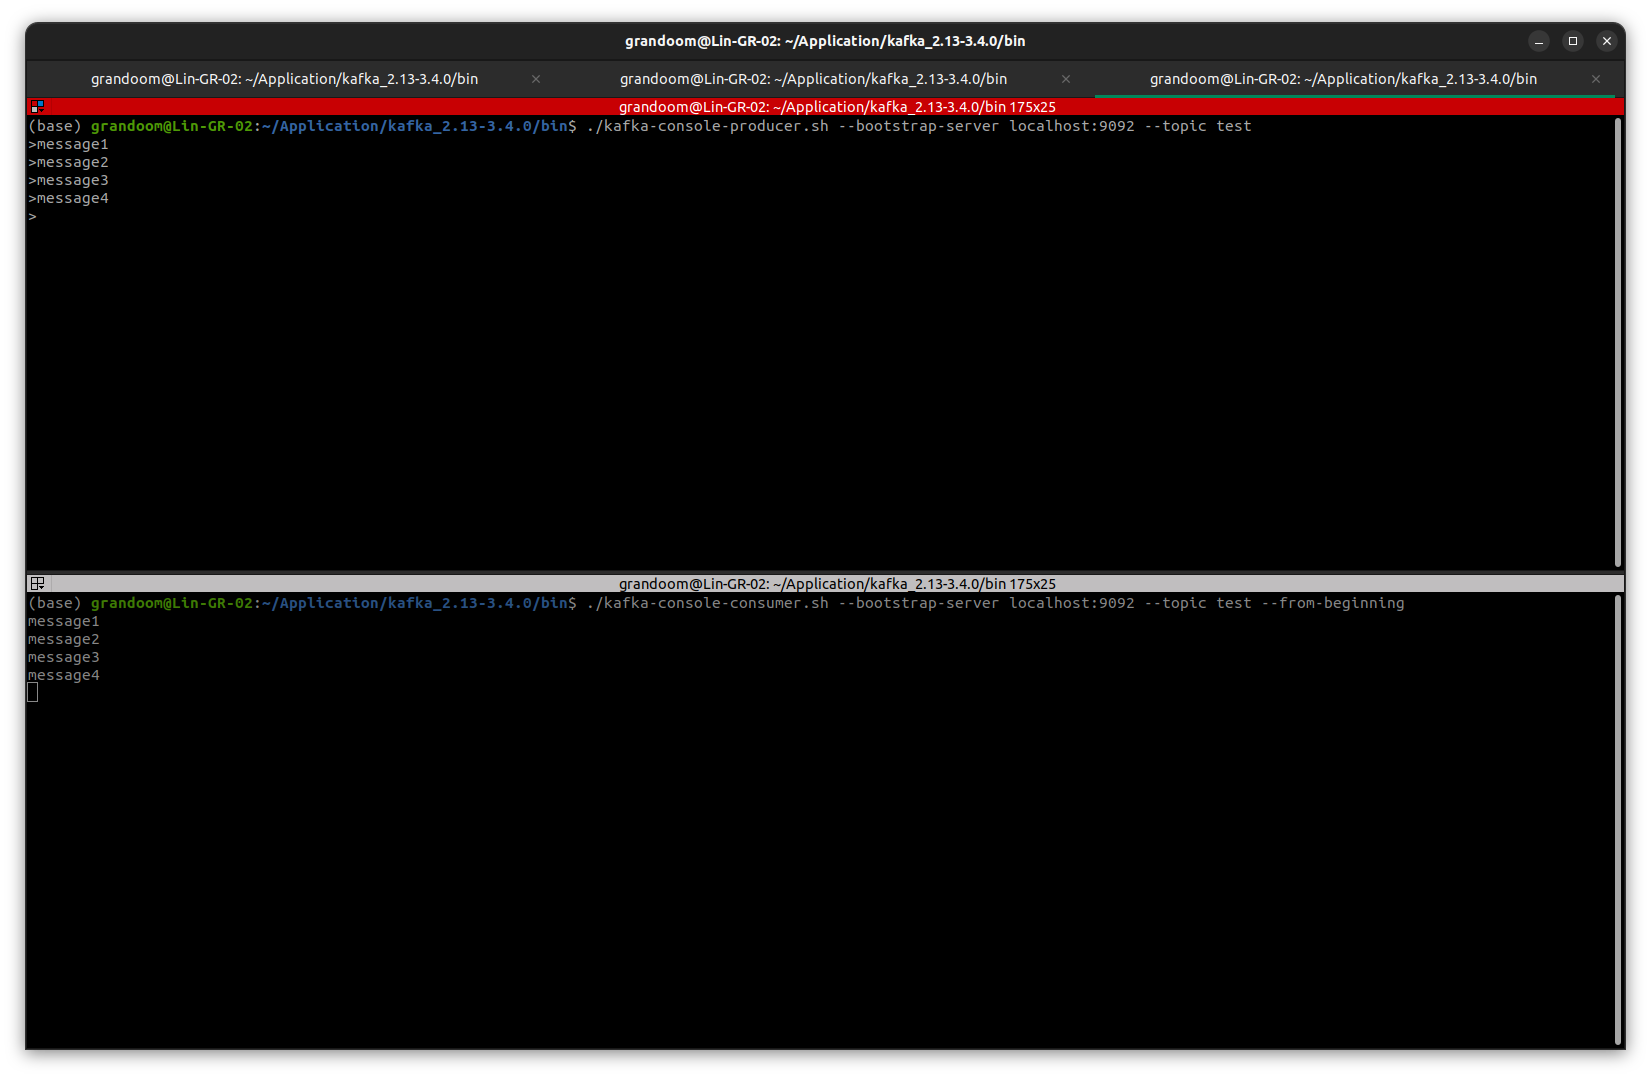 grandoom@Lin-GR-02: ~/Application/kafka_2.13-3.4.0/bin
grandoom@Lin-GR-02: ~/Application/kafka_2.13-3.4.0/bin grandoom@Lin-GR-02: ~/Application/kafka_2.13-3.4.0/bin grandoom@Lin-GR-02: ~/Application/kafka_2.13-3.4.0/bin
grandoom@Lin-GR-02: ~/Application/kafka_2.13-3.4.0/bin 175x25
(base) grandoom@Lin-GR-02:~/Application/kafka_2.13-3.4.0/bin$ ./kafka-console-producer.sh --bootstrap-server localhost:9092 --topic test
>message1
>message2
>message3
>message4
>
grandoom@Lin-GR-02: ~/Application/kafka_2.13-3.4.0/bin 175x25
(base) grandoom@Lin-GR-02:~/Application/kafka_2.13-3.4.0/bin$ ./kafka-console-consumer.sh --bootstrap-server localhost:9092 --topic test --from-beginning
message1
message2
message3
message4